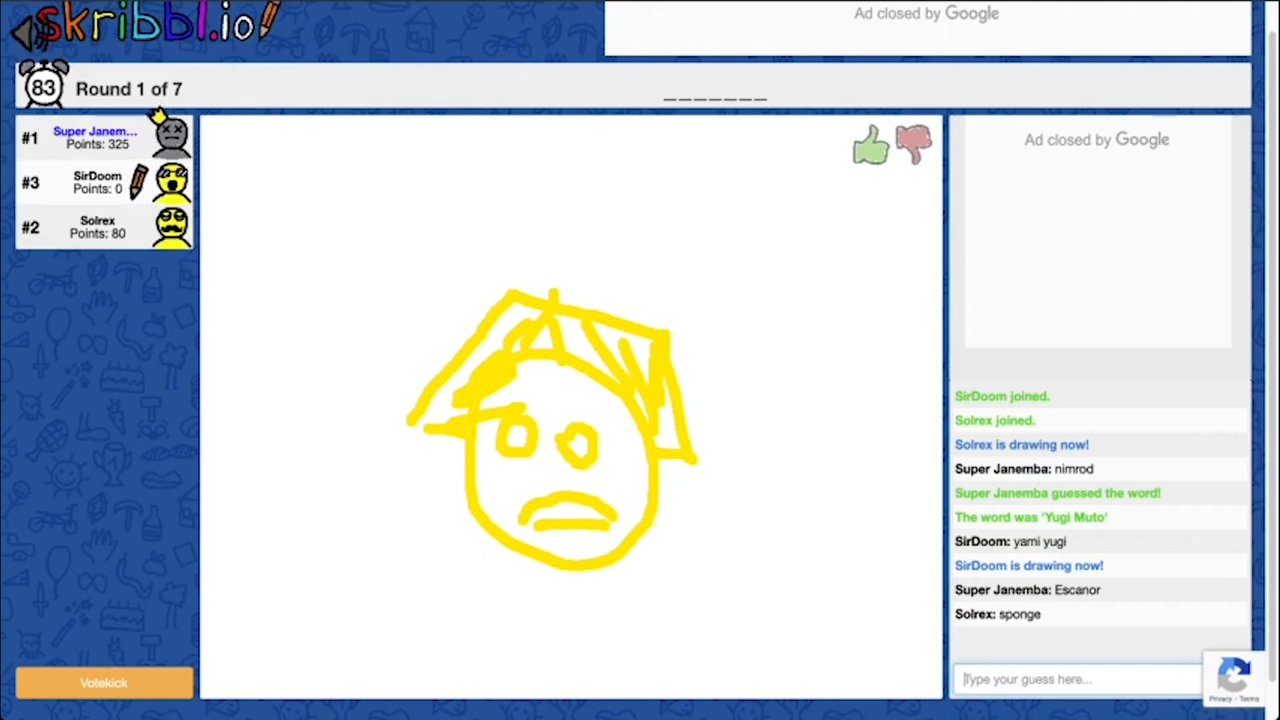 skribbl.io
Ad closed by Google
83
Round 1 of 7
_______
#1
Super Janem...
Points: 325
#3
SirDoom
Points: 0
#2
Solrex
Points: 80
Ad closed by Google
SirDoom joined.
Solrex joined.
Solrex is drawing now!
Super Janemba: nimrod
Super Janemba guessed the word!
The word was 'Yugi Muto'
SirDoom: yami yugi
SirDoom is drawing now!
Super Janemba: Escanor
Solrex: sponge
Votekick
Type your guess here...
Privacy - Terms